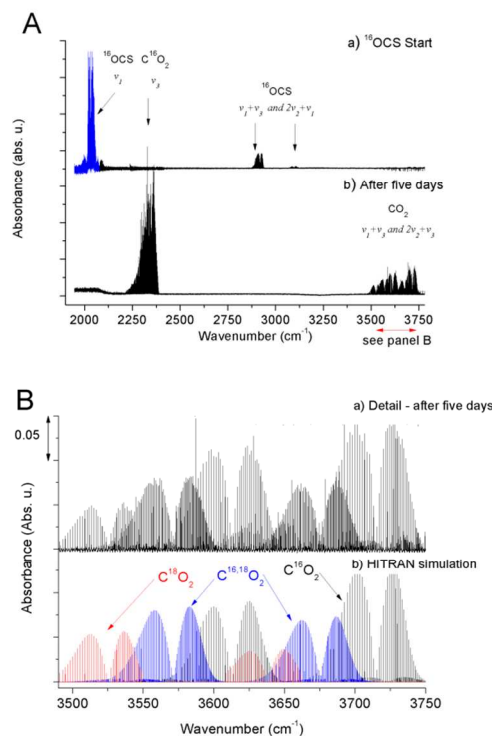 A
a) ¹⁶OCS Start
¹⁶OCS C¹⁶O₂
ν₁ ν₃
¹⁶OCS
ν₁+ν₃ and 2ν₂+ν₁
b) After five days
CO₂
ν₁+ν₃ and 2ν₂+ν₃
Absorbance (abs. u.)
2000 2250 2500 2750 3000 3250 3500 3750
Wavenumber (cm⁻¹)
see panel B
B
a) Detail - after five days
0.05
b) HITRAN simulation
C¹⁸O₂ C¹⁶,¹⁸O₂ C¹⁶O₂
Absorbance (Abs. u.)
3500 3550 3600 3650 3700 3750
Wavenumber (cm⁻¹)